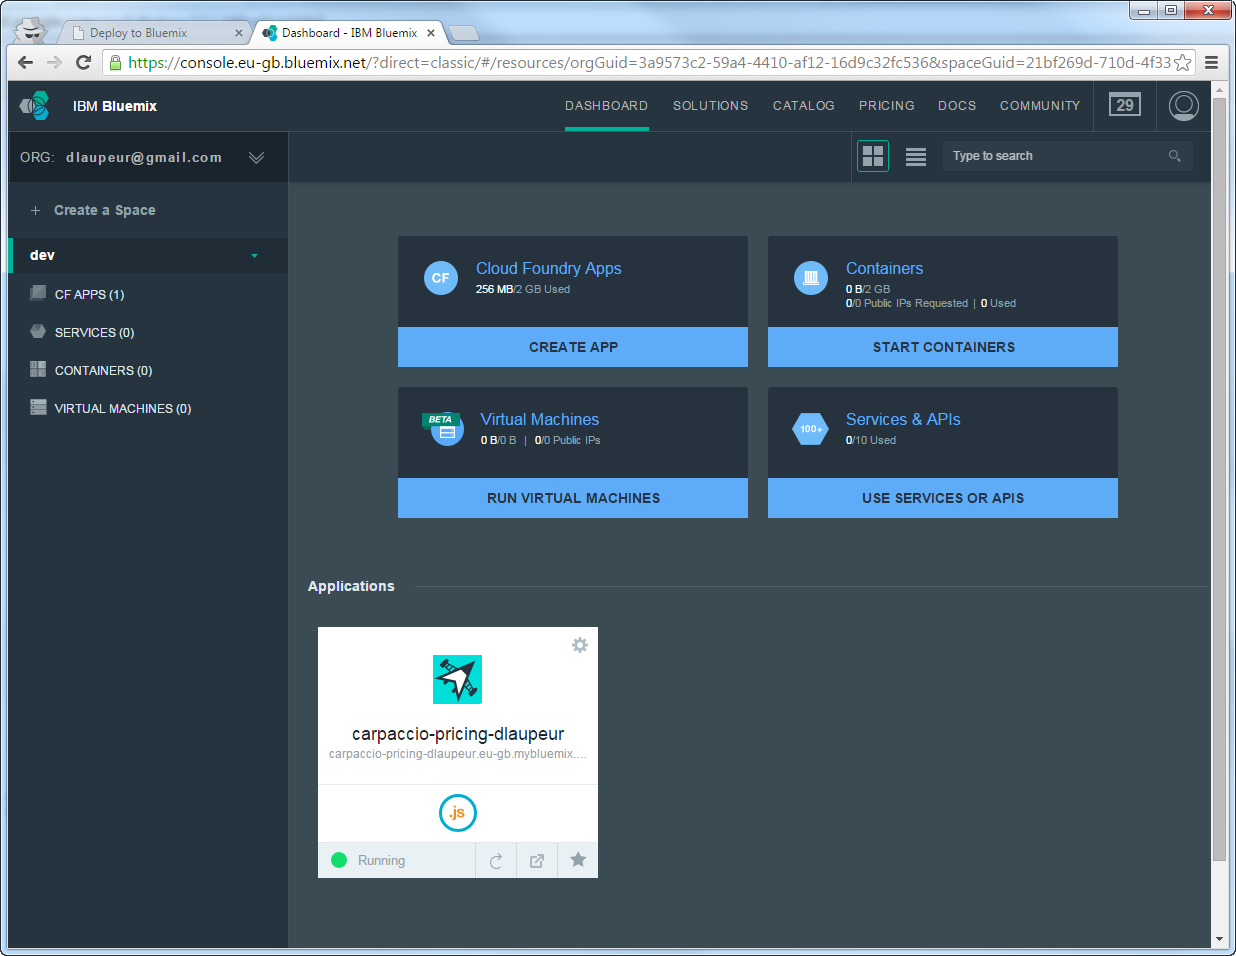 Deploy to Bluemix
Dashboard - IBM Bluemix
https://console.eu-gb.bluemix.net/?direct=classic/#/resources/orgGuid=3a9573c2-59a4-4410-af12-16d9c32fc536&spaceGuid=21bf269d-710d-4f33
IBM Bluemix
DASHBOARD
SOLUTIONS
CATALOG
PRICING
DOCS
COMMUNITY
29
ORG: dlaupeur@gmail.com
Type to search
+ Create a Space
dev
CF APPS (1)
SERVICES (0)
CONTAINERS (0)
VIRTUAL MACHINES (0)
CF
Cloud Foundry Apps
256 MB/2 GB Used
CREATE APP
Containers
0 B/2 GB
0/0 Public IPs Requested | 0 Used
START CONTAINERS
BETA
Virtual Machines
0 B/0 B | 0/0 Public IPs
RUN VIRTUAL MACHINES
100+
Services & APIs
0/10 Used
USE SERVICES OR APIS
Applications
carpaccio-pricing-dlaupeur
carpaccio-pricing-dlaupeur.eu-gb.mybluemix....
.js
Running